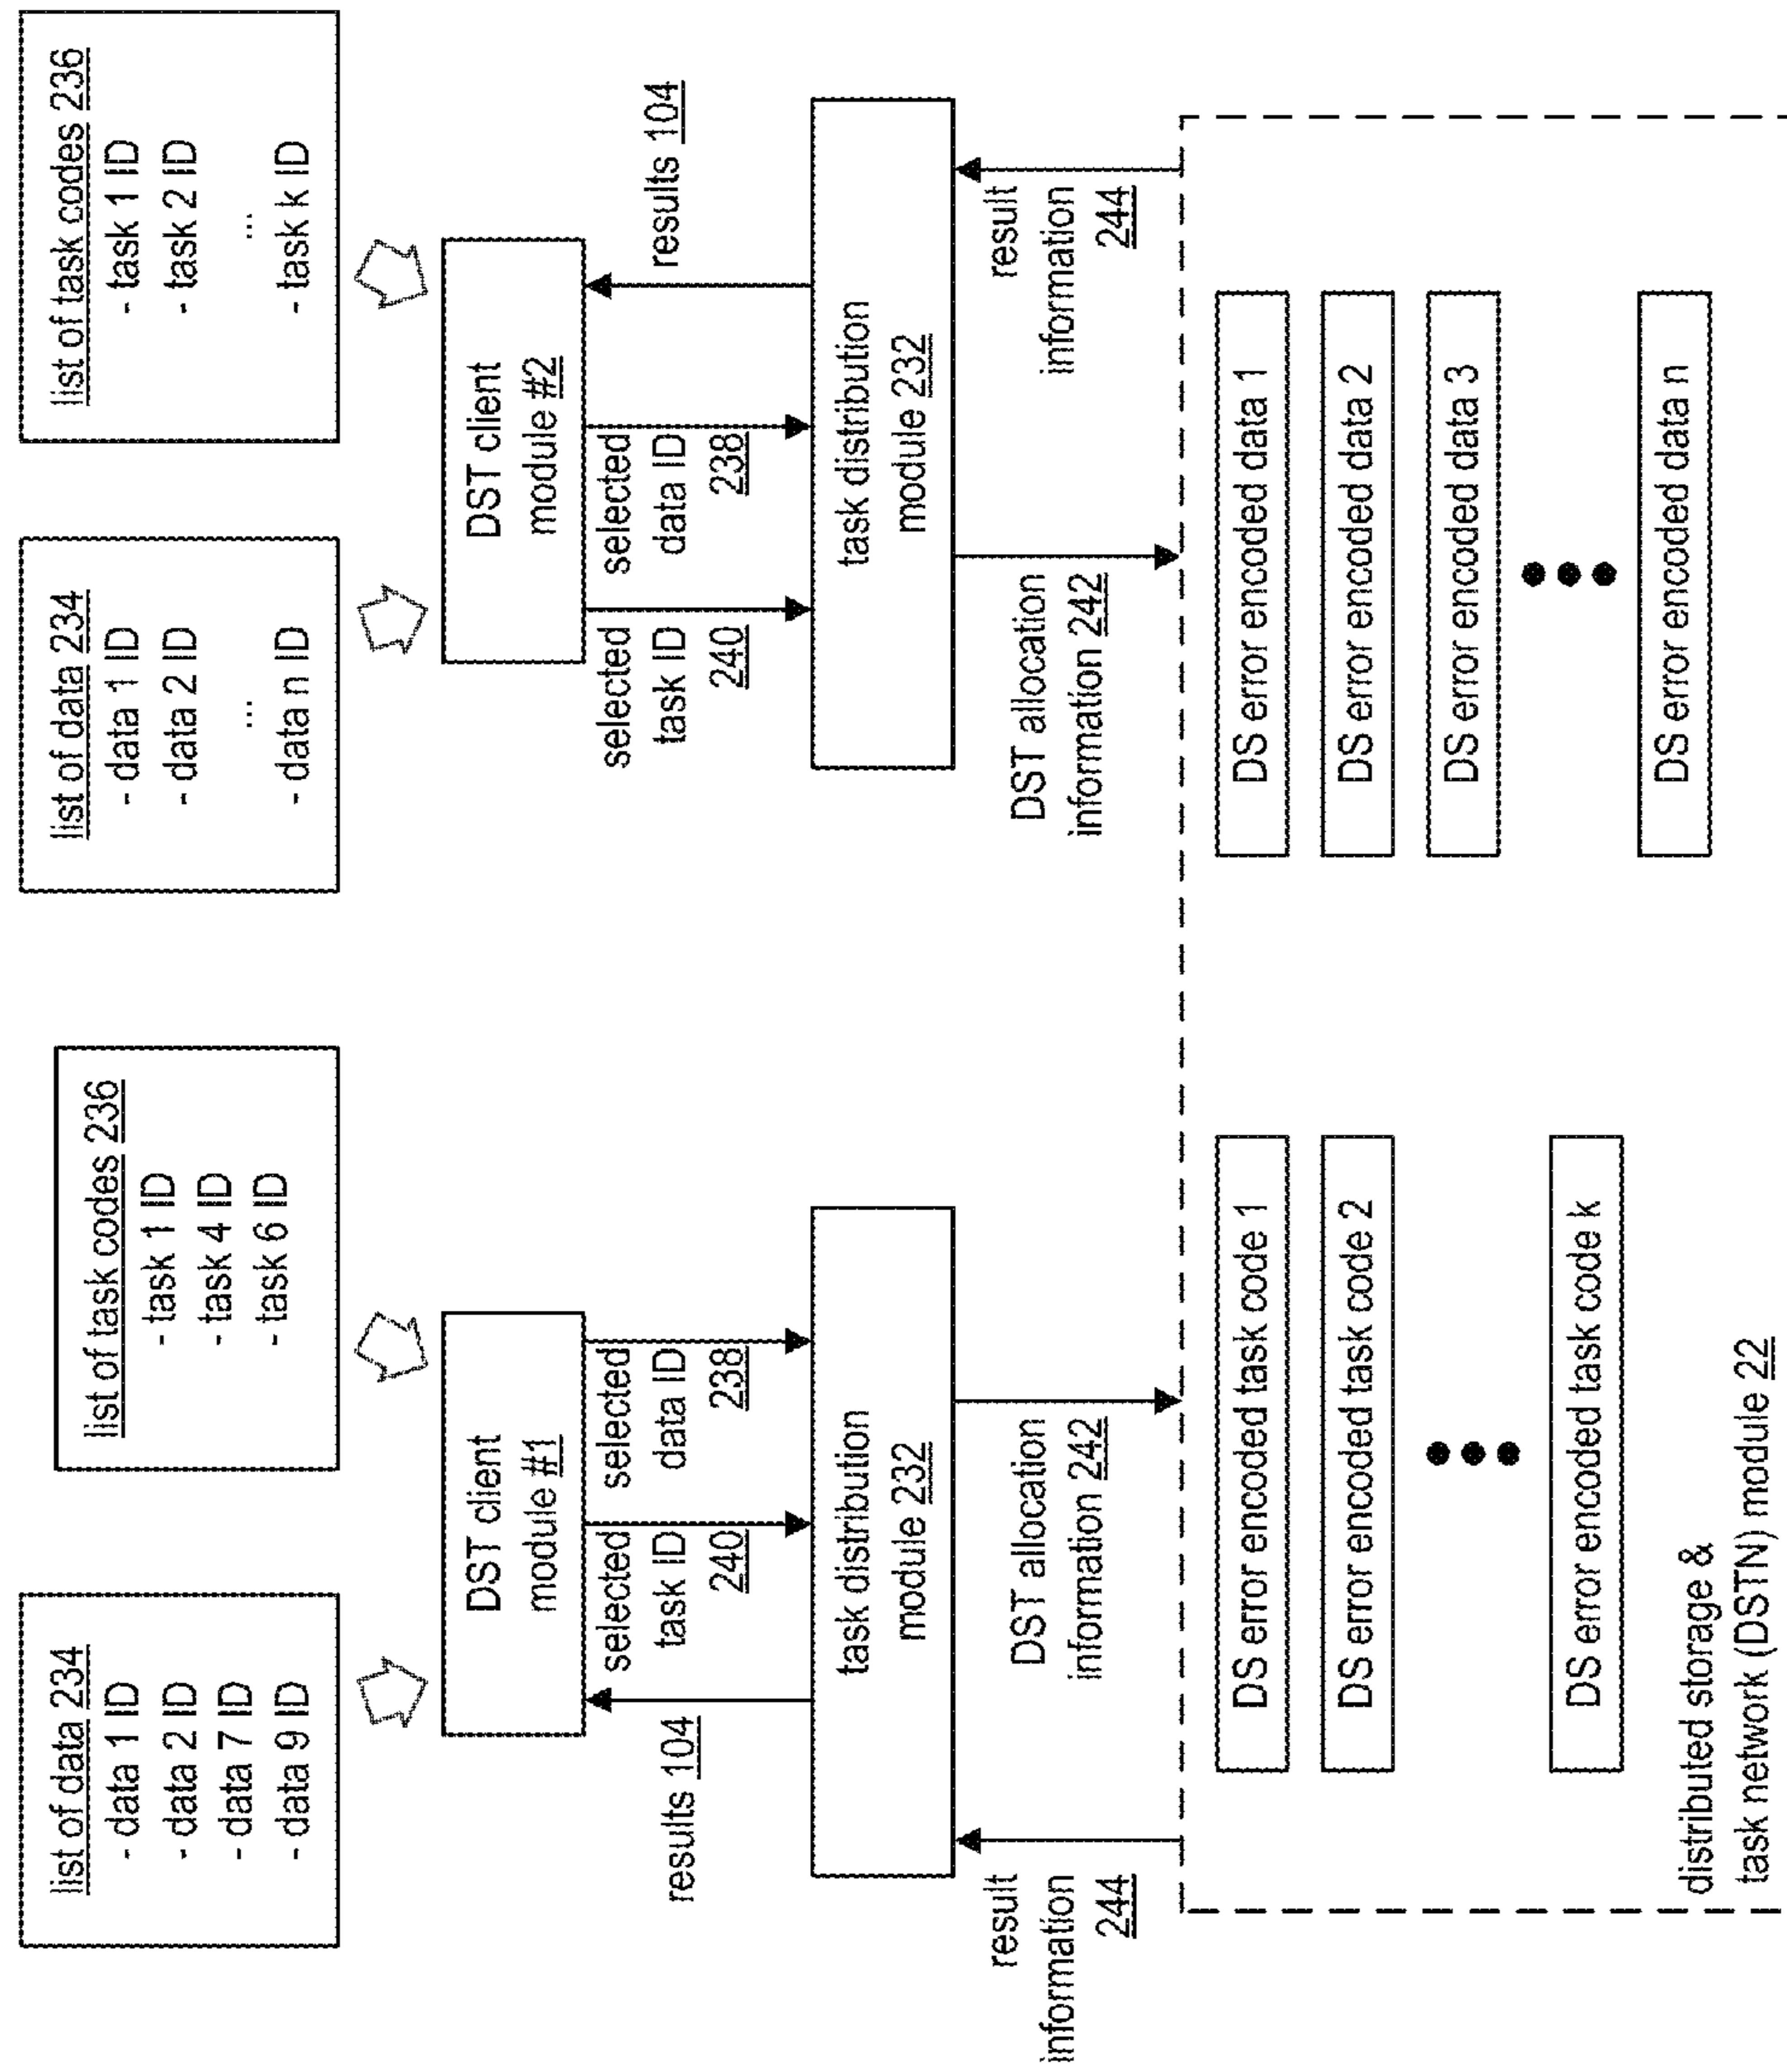 list of data 234
- data 1 ID
- data 2 ID
- data 7 ID
- data 9 ID
list of task codes 236
- task 1 ID
- task 4 ID
- task 6 ID
list of data 234
- data 1 ID
- data 2 ID
...
- data n ID
list of task codes 236
- task 1 ID
- task 2 ID
...
- task k ID
DST client
module #1
DST client
module #2
results 104
selected
task ID
240
selected
data ID
238
selected
task ID
240
selected
data ID
238
results 104
task distribution
module 232
task distribution
module 232
result
information
244
DST allocation
information 242
DST allocation
information 242
result
information
244
DS error encoded task code 1
DS error encoded task code 2
DS error encoded task code k
DS error encoded data 1
DS error encoded data 2
DS error encoded data 3
DS error encoded data n
distributed storage &
task network (DSTN) module 22